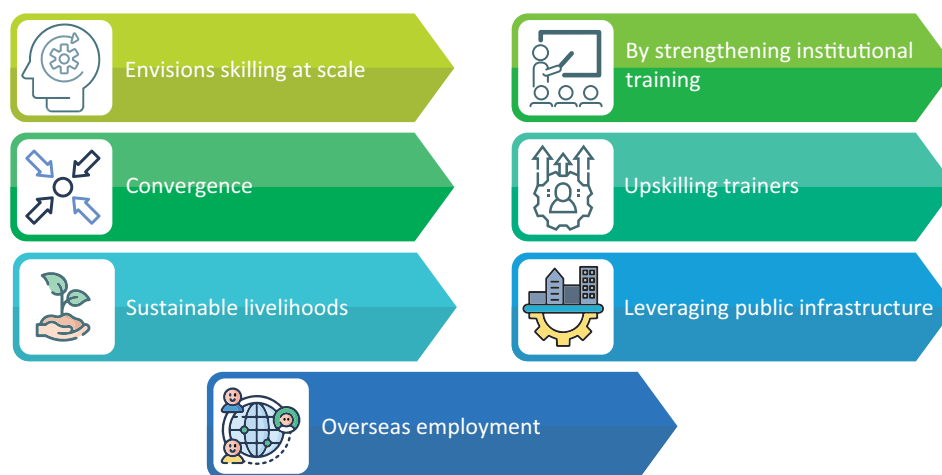 Envisions skilling at scale
By strengthening institutional
training
Convergence
Upskilling trainers
Sustainable livelihoods
Leveraging public infrastructure
Overseas employment